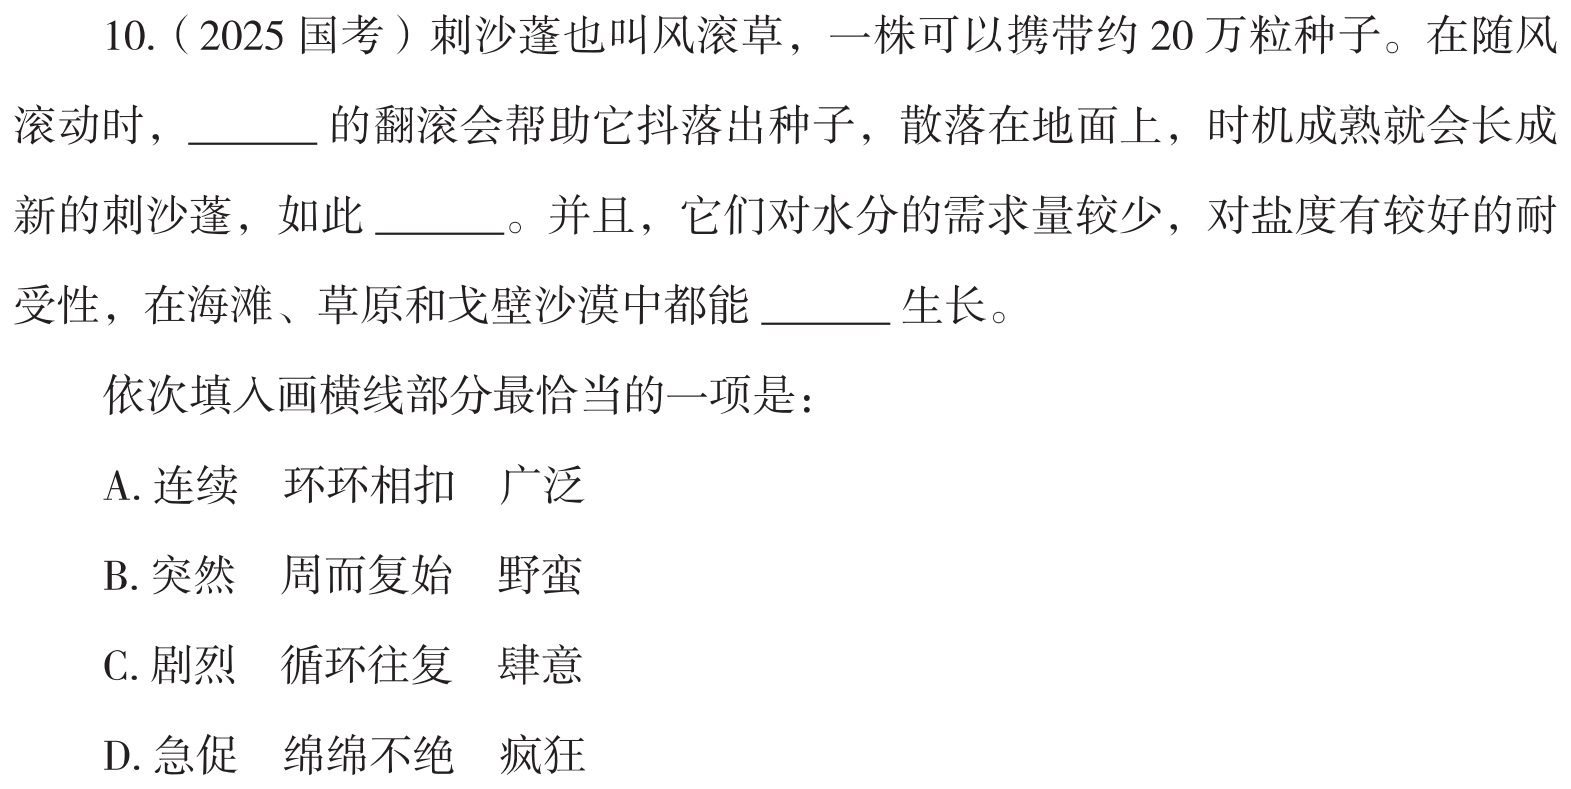 10.（2025 国考）刺沙蓬也叫风滚草，一株可以携带约 20 万粒种子。在随风
滚动时，______ 的翻滚会帮助它抖落出种子，散落在地面上，时机成熟就会长成
新的刺沙蓬，如此 ______。并且，它们对水分的需求量较少，对盐度有较好的耐
受性，在海滩、草原和戈壁沙漠中都能 ______ 生长。
依次填入画横线部分最恰当的一项是：
A. 连续　环环相扣　广泛
B. 突然　周而复始　野蛮
C. 剧烈　循环往复　肆意
D. 急促　绵绵不绝　疯狂